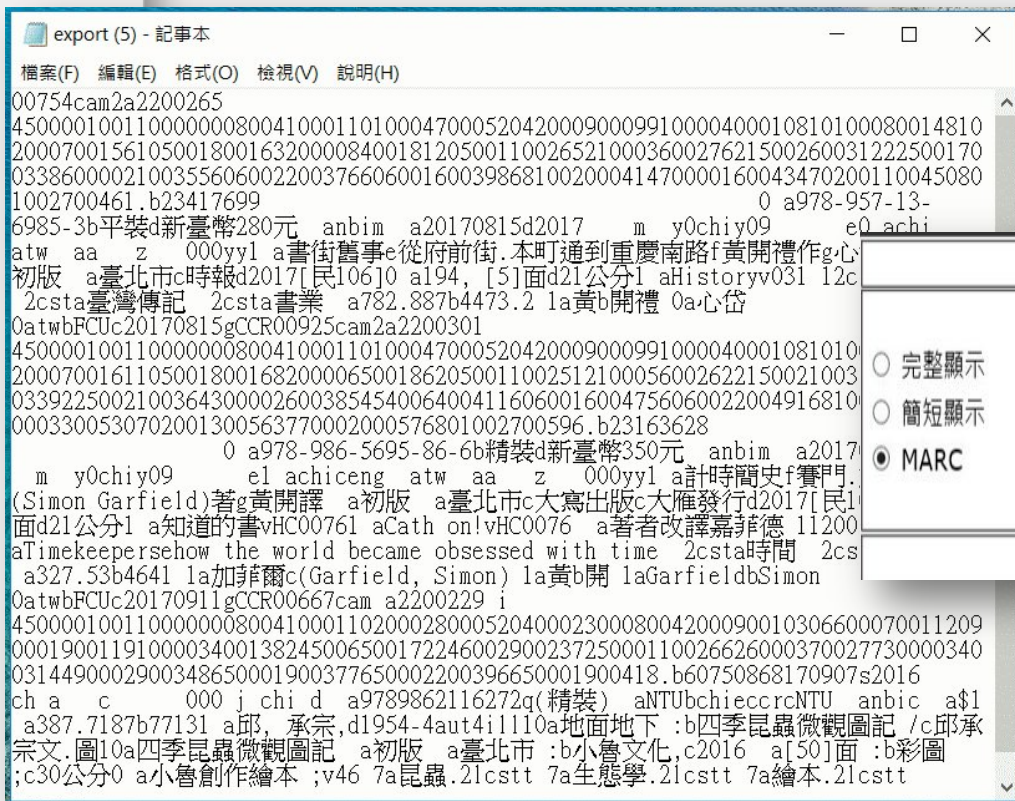 export (5) - 記事本
檔案(F) 編輯(E) 格式(O) 檢視(V) 說明(H)
00754cam2a2200265
4500001001100000000800410001101000470005204200090009910000400010810100080014810
20007001561050018001632000084001812050011002652100036002762150026003122250017 0
03386000021003556060022003766060016003986810020004147000016004347020011004508 0
1002700461.b23417699 0 a978-957-13-
6985-3b平裝d新臺幣280元 anbim a20170815d2017 m y0chiy09 e0 achi
atw aa z 000yy1 a書街舊事e從府前街.本町通到重慶南路f黃開禮作g心
初版 a臺北市c時報d2017[民106]0 a194, [5]面d21公分1 aHistoryv031 12c
2csta臺灣傳記 2csta書業 a782.887b4473.2 1a黃b開禮 0a心岱
0atwbFCUc20170815gCCR00925cam2a2200301
450000100110000000080041000110100047000520420009000991000040001081010
20007001611050018001682000065001862050011002512100056002622150021003
03392250021003643000026003854540064004116060016004756060022004916810
000330053070200130056377000200057680 1002700596.b23163628
0 a978-986-5695-86-6b精裝d新臺幣350元 anbim a2017
m y0chiy09 e1 achiceng atw aa z 000yy1 a計時簡史f賽門.
(Simon Garfield)著g黃開譯 a初版 a臺北市c大寫出版c大雁發行d2017[民1
面d21公分1 a知道的書vHC00761 aCath on!vHC0076 a著者改譯嘉菲德 11200
aTimekeepersehow the world became obsessed with time 2csta時間 2cs
a327.53b4641 1a加菲爾c(Garfield, Simon) 1a黃b開 1aGarfieldbSimon
0atwbFCUc20170911gCCR00667cam a2200229 i
45000010011000000008004100011020002800052040002300080042000900103066000070011209
00019001191000034001382450065001722460029002372500011002662600037002773000034 0
0314490002900348650001900377650002200396650001900418.b607508681 70907s2016
ch a c 000 j chi d a9789862116272q(精裝) aNTUbchieccrcNTU anbic a$1
a387.7187b77131 a邱, 承宗,d1954-4aut4i1110a地面地下 :b四季昆蟲微觀圖記 /c邱承
宗文.圖10a四季昆蟲微觀圖記 a初版 a臺北市 :b小魯文化,c2016 a[50]面 :b彩圖
;c30公分0 a小魯創作繪本 ;v46 7a昆蟲.2lcstt 7a生態學.2lcstt 7a繪本.2lcstt
完整顯示
簡短顯示
MARC